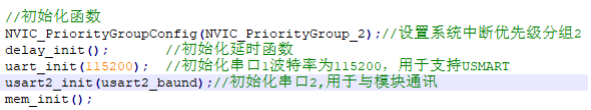 //初始化函数
NVIC_PriorityGroupConfig(NVIC_PriorityGroup_2);//设置系统中断优先级分组2
delay_init(); //初始化延时函数
uart_init(115200); //初始化串口1波特率为115200，用于支持USMART
usart2_init(usart2_baund);//初始化串口2,用于与模块通讯
mem_init();